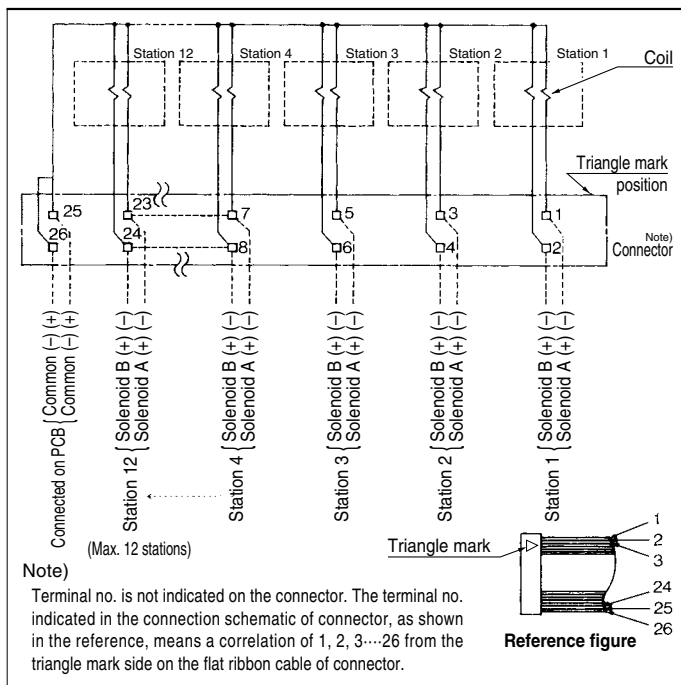 Station 12 Station 4 Station 3 Station 2 Station 1
Coil
Triangle mark
position
25 23 7 5 3 1
26 24 8 6 4 2
Note)
Connector
Connected on PCB { Common (–) (+)
Common (–) (+)
Station 12 { Solenoid B (+) (–)
Solenoid A (+) (–)
Station 4 { Solenoid B (+) (–)
Solenoid A (+) (–)
Station 3 { Solenoid B (+) (–)
Solenoid A (+) (–)
Station 2 { Solenoid B (+) (–)
Solenoid A (+) (–)
Station 1 { Solenoid B (+) (–)
Solenoid A (+) (–)
(Max. 12 stations)
Triangle mark
1
2
3
24
25
26
Reference figure
Note)
Terminal no. is not indicated on the connector. The terminal no.
indicated in the connection schematic of connector, as shown
in the reference, means a correlation of 1, 2, 3····26 from the
triangle mark side on the flat ribbon cable of connector.